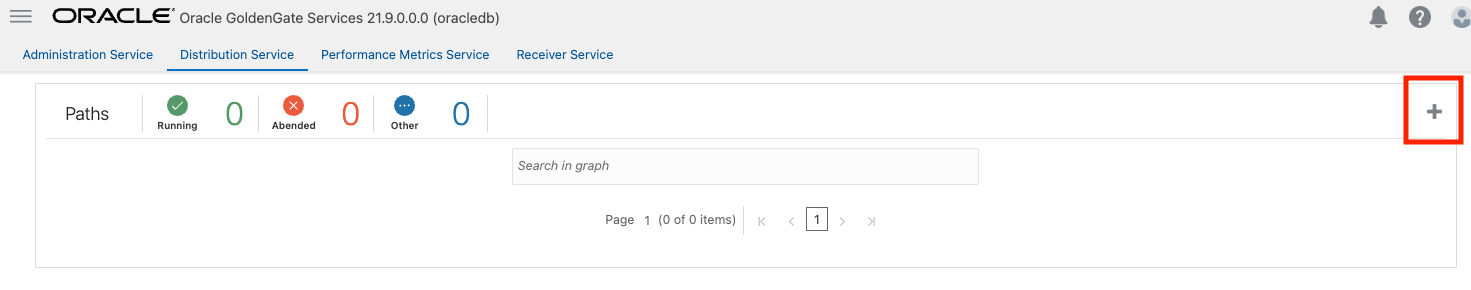 ORACLE® Oracle GoldenGate Services 21.9.0.0.0 (oracledb)
Administration Service Distribution Service Performance Metrics Service Receiver Service
Paths Running 0 Abended 0 Other 0
Search in graph
Page 1 (0 of 0 items) 1